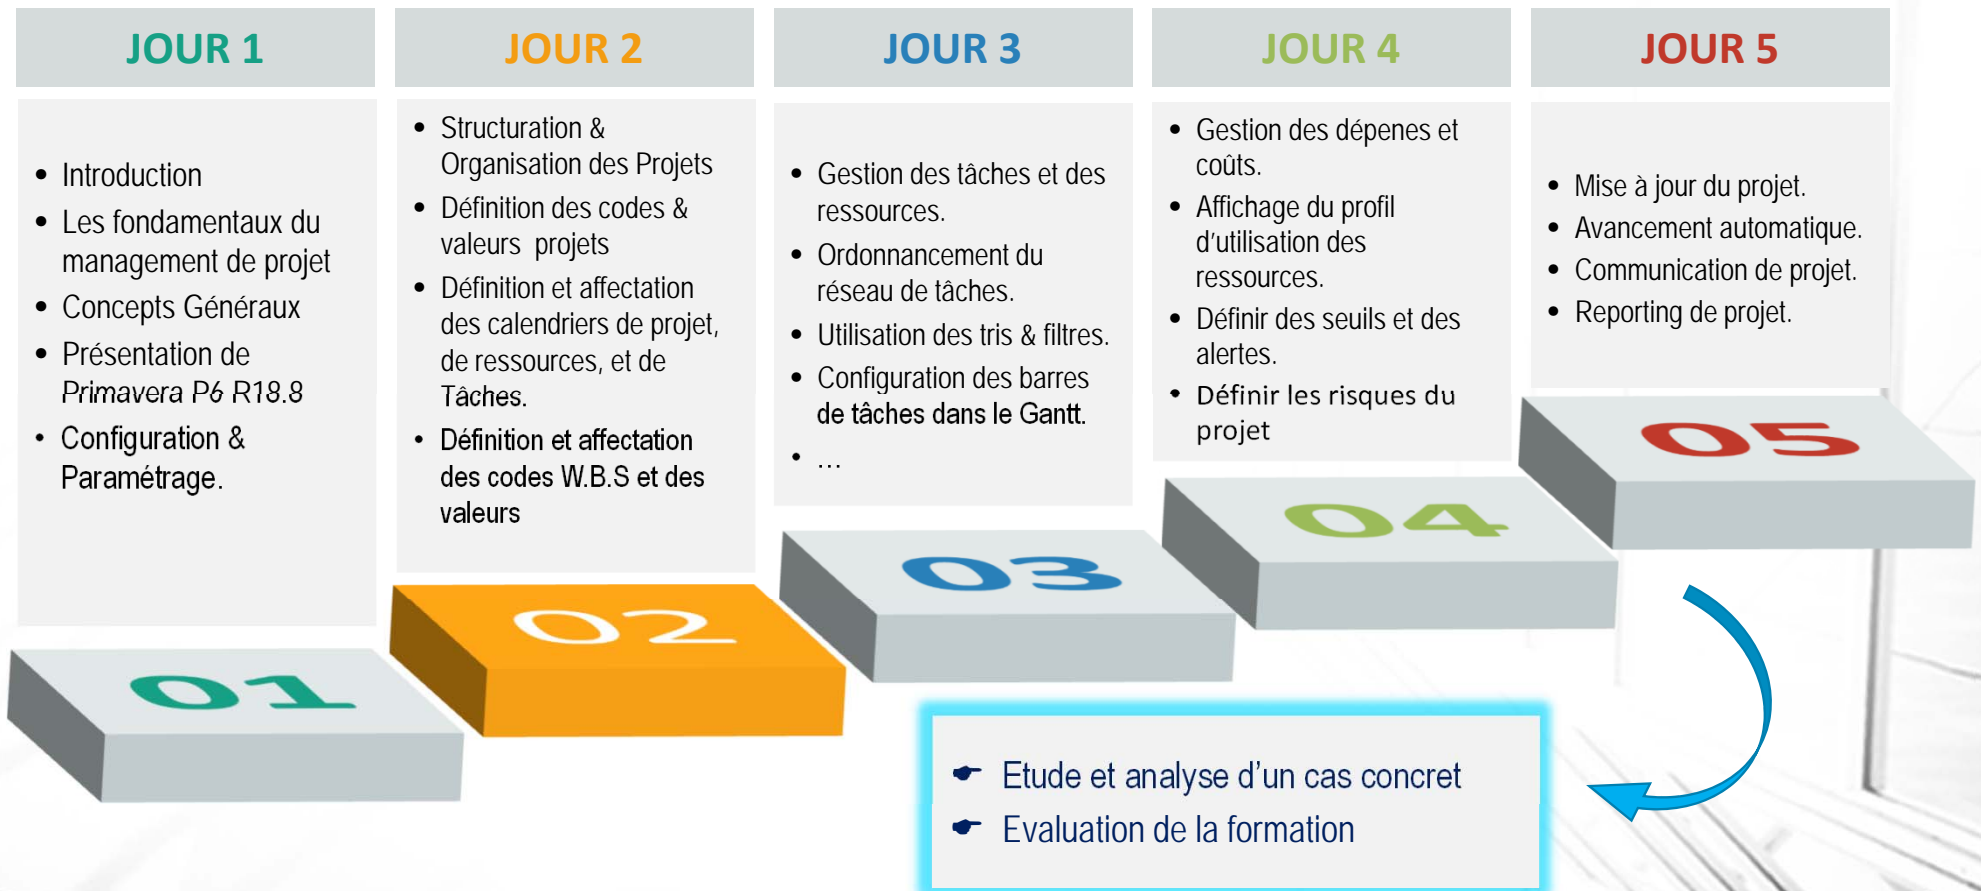 JOUR 1
• Introduction
• Les fondamentaux du
management de projet
• Concepts Généraux
• Présentation de
Primavera P6 R18.8
• Configuration &
Paramétrage.
01
JOUR 2
• Structuration &
Organisation des Projets
• Définition des codes &
valeurs projets
• Définition et affectation
des calendriers de projet,
de ressources, et de
Tâches.
• Définition et affectation
des codes W.B.S et des
valeurs
02
JOUR 3
• Gestion des tâches et des
ressources.
• Ordonnancement du
réseau de tâches.
• Utilisation des tris & filtres.
• Configuration des barres
de tâches dans le Gantt.
• ...
03
JOUR 4
• Gestion des dépenes et
coûts.
• Affichage du profil
d'utilisation des
ressources.
• Définir des seuils et des
alertes.
• Définir les risques du
projet
04
JOUR 5
• Mise à jour du projet.
• Avancement automatique.
• Communication de projet.
• Reporting de projet.
05
☛ Etude et analyse d'un cas concret
☛ Evaluation de la formation